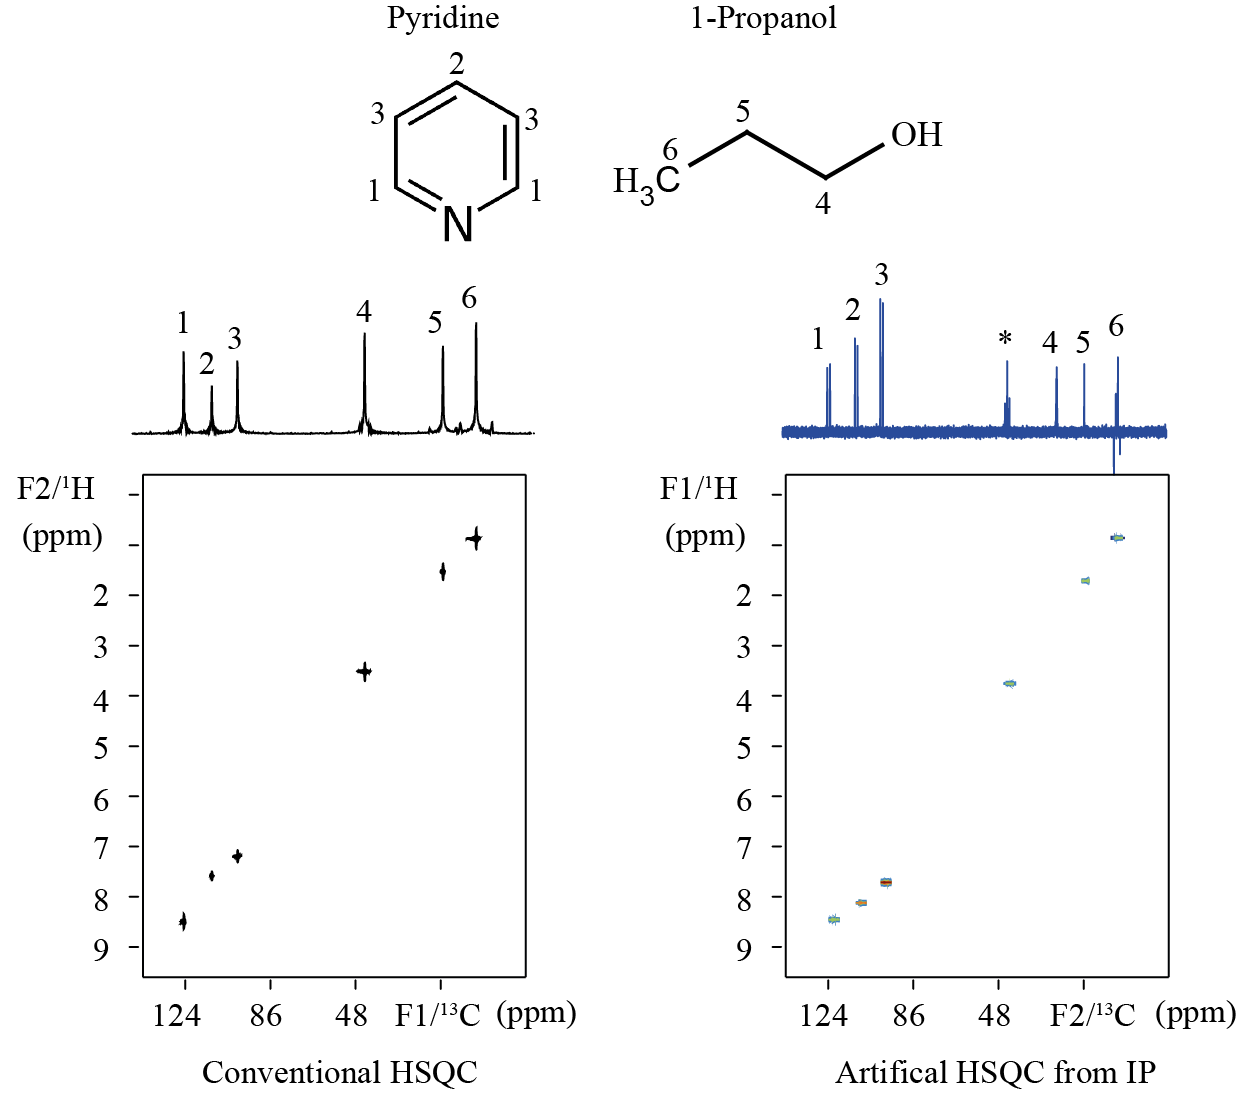 Pyridine 1-Propanol
2
3 3
1 1
N
5
6
H3C
OH
4
1 2 3 4 5 6
1 2 3 * 4 5 6
F2/1H
(ppm)
2
3
4
5
6
7
8
9
124 86 48 F1/13C (ppm)
Conventional HSQC
F1/1H
(ppm)
2
3
4
5
6
7
8
9
124 86 48 F2/13C (ppm)
Artifical HSQC from IP